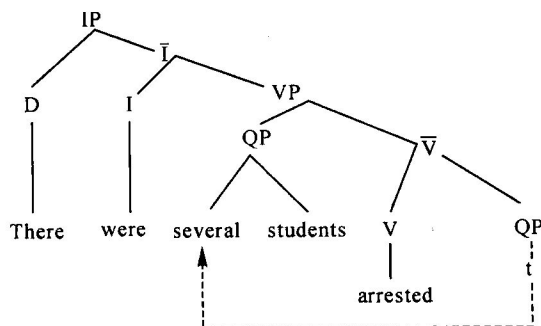 IP
Ī
D I VP
QP V̄
There were several students V QP
t
arrested